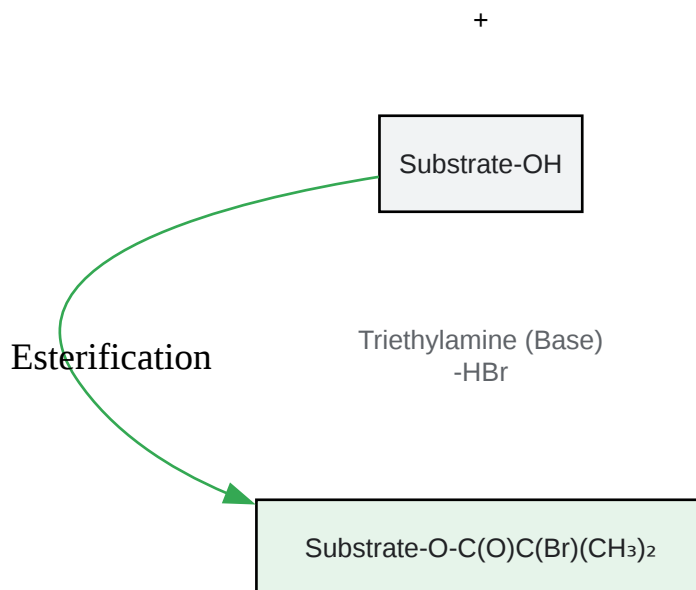 +
Substrate-OH
Esterification
Triethylamine (Base)
-HBr
Substrate-O-C(O)C(Br)(CH₃)₂